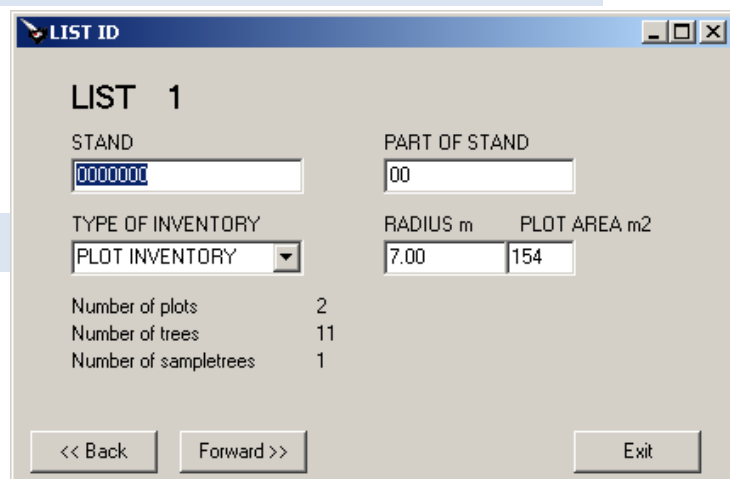 LIST ID
LIST 1
STAND PART OF STAND
0000000 00
TYPE OF INVENTORY RADIUS m PLOT AREA m2
PLOT INVENTORY 7.00 154
Number of plots 2
Number of trees 11
Number of sampletrees 1
<< Back Forward >> Exit